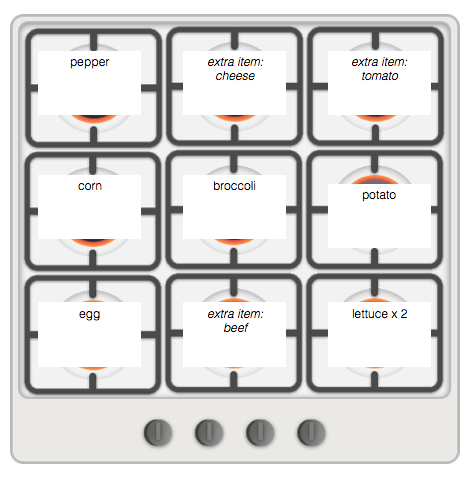 pepper
extra item:
cheese
extra item:
tomato
corn
broccoli
potato
egg
extra item:
beef
lettuce x 2